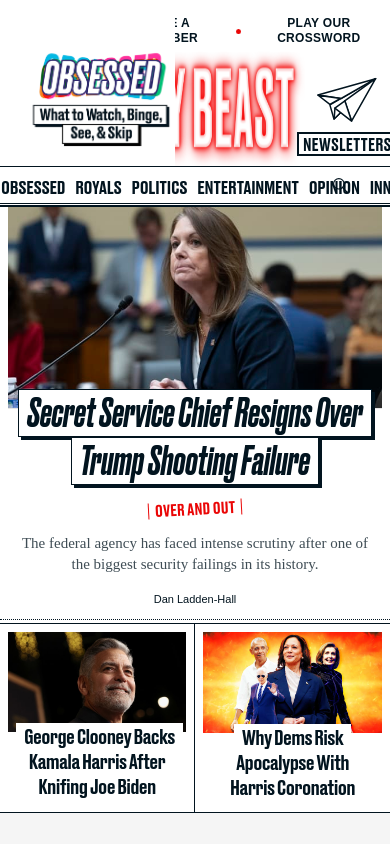 E A
BER
PLAY OUR
CROSSWORD
OBSESSED
What to Watch, Binge,
See, & Skip
Y BEAST
NEWSLETTERS
OBSESSED ROYALS POLITICS ENTERTAINMENT OPINION INN
Secret Service Chief Resigns Over
Trump Shooting Failure
OVER AND OUT
The federal agency has faced intense scrutiny after one of
the biggest security failings in its history.
Dan Ladden-Hall
George Clooney Backs
Kamala Harris After
Knifing Joe Biden
Why Dems Risk
Apocalypse With
Harris Coronation